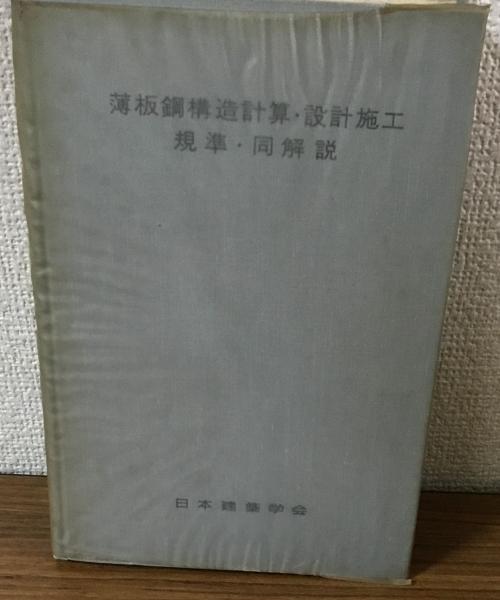 薄板鋼構造計算・設計施工
規準・同解説
日本建築学会